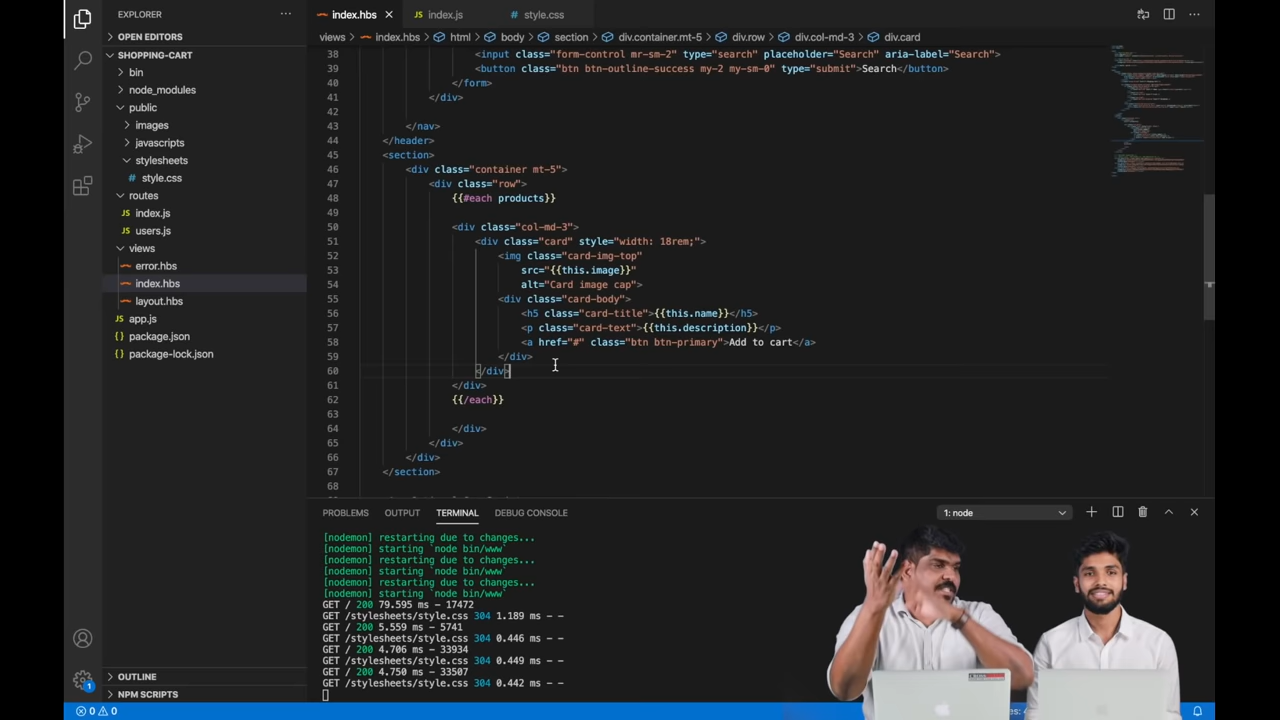 EXPLORER
OPEN EDITORS
SHOPPING-CART
bin
node_modules
public
images
javascripts
stylesheets
style.css
routes
index.js
users.js
views
error.hbs
index.hbs
layout.hbs
app.js
package.json
package-lock.json
OUTLINE
NPM SCRIPTS
index.hbs index.js style.css
views > index.hbs > html > body > section > div.container.mt-5 > div.row > div.col-md-3 > div.card
38 <input class="form-control mr-sm-2" type="search" placeholder="Search" aria-label="Search">
39 <button class="btn btn-outline-success my-2 my-sm-0" type="submit">Search</button>
40 </form>
41 </div>
42
43 </nav>
44 </header>
45 <section>
46 <div class="container mt-5">
47 <div class="row">
48 {{#each products}}
49
50 <div class="col-md-3">
51 <div class="card" style="width: 18rem;">
52 <img class="card-img-top"
53 src="{{this.image}}"
54 alt="Card image cap">
55 <div class="card-body">
56 <h5 class="card-title">{{this.name}}</h5>
57 <p class="card-text">{{this.description}}</p>
58 <a href="#" class="btn btn-primary">Add to cart</a>
59 </div>
60 </div>
61 </div>
62 {{/each}}
63
64 </div>
65 </div>
66 </div>
67 </section>
68
PROBLEMS OUTPUT TERMINAL DEBUG CONSOLE 1: node
[nodemon] restarting due to changes...
[nodemon] starting `node bin/www`
[nodemon] restarting due to changes...
[nodemon] starting `node bin/www`
[nodemon] restarting due to changes...
[nodemon] starting `node bin/www`
GET / 200 79.595 ms - 17472
GET /stylesheets/style.css 304 1.189 ms - -
GET / 200 5.559 ms - 5741
GET /stylesheets/style.css 304 0.446 ms - -
GET / 200 4.706 ms - 33934
GET /stylesheets/style.css 304 0.449 ms - -
GET / 200 4.750 ms - 33507
GET /stylesheets/style.css 304 0.442 ms - -
1
0 0